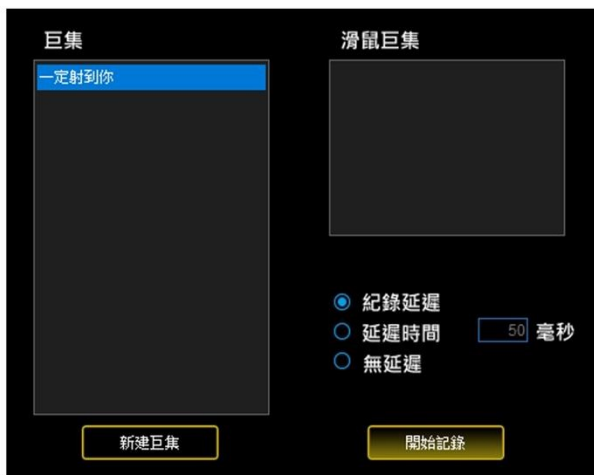 巨集
一定射到你
新建巨集
滑鼠巨集
紀錄延遲
延遲時間 50 毫秒
無延遲
開始記錄